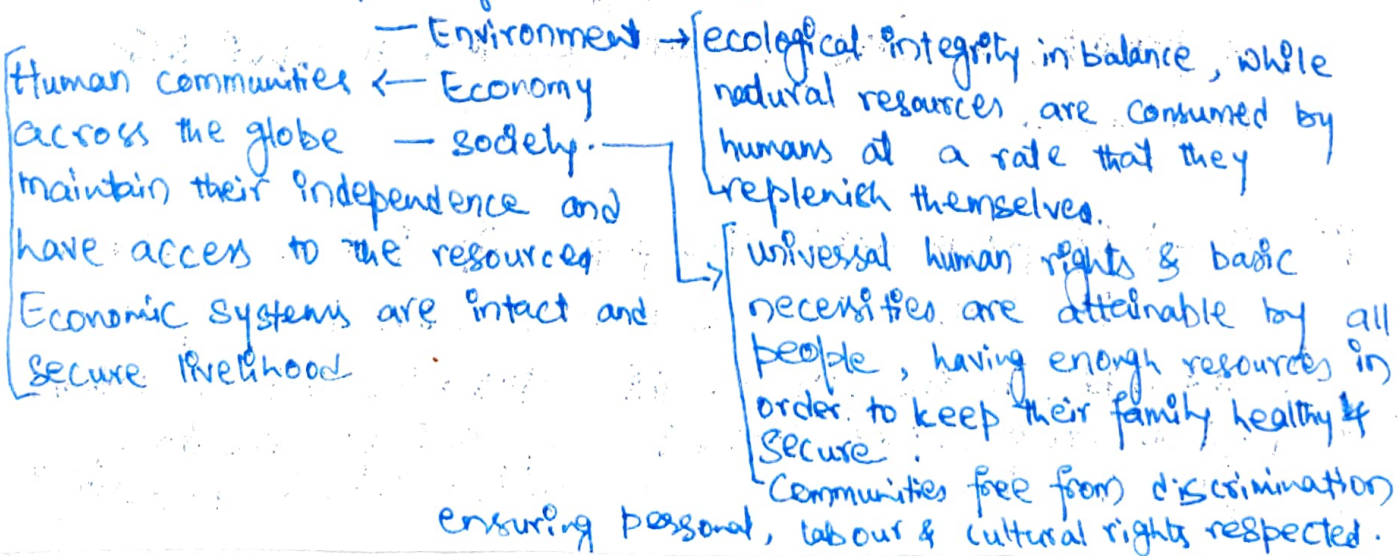 — Environment →
ecological integrity in balance, while
natural resources are consumed by
humans at a rate that they
replenish themselves.
← Economy
Human communities
across the globe
maintain their independence and
have access to the resources
Economic systems are intact and
secure livelihood
— society.
universal human rights & basic
necessities are attainable by all
people, having enough resources in
order to keep their family healthy &
secure.
Communities free from discrimination
ensuring personal, labour & cultural rights respected.